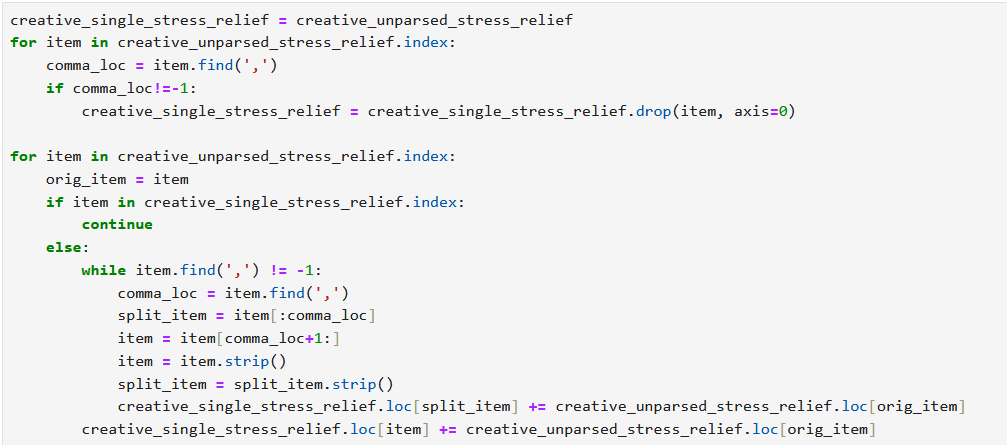 creative_single_stress_relief = creative_unparsed_stress_relief
for item in creative_unparsed_stress_relief.index:
    comma_loc = item.find(',')
    if comma_loc!=-1:
        creative_single_stress_relief = creative_single_stress_relief.drop(item, axis=0)

for item in creative_unparsed_stress_relief.index:
    orig_item = item
    if item in creative_single_stress_relief.index:
        continue
    else:
        while item.find(',') != -1:
            comma_loc = item.find(',')
            split_item = item[:comma_loc]
            item = item[comma_loc+1:]
            item = item.strip()
            split_item = split_item.strip()
            creative_single_stress_relief.loc[split_item] += creative_unparsed_stress_relief.loc[orig_item]
        creative_single_stress_relief.loc[item] += creative_unparsed_stress_relief.loc[orig_item]